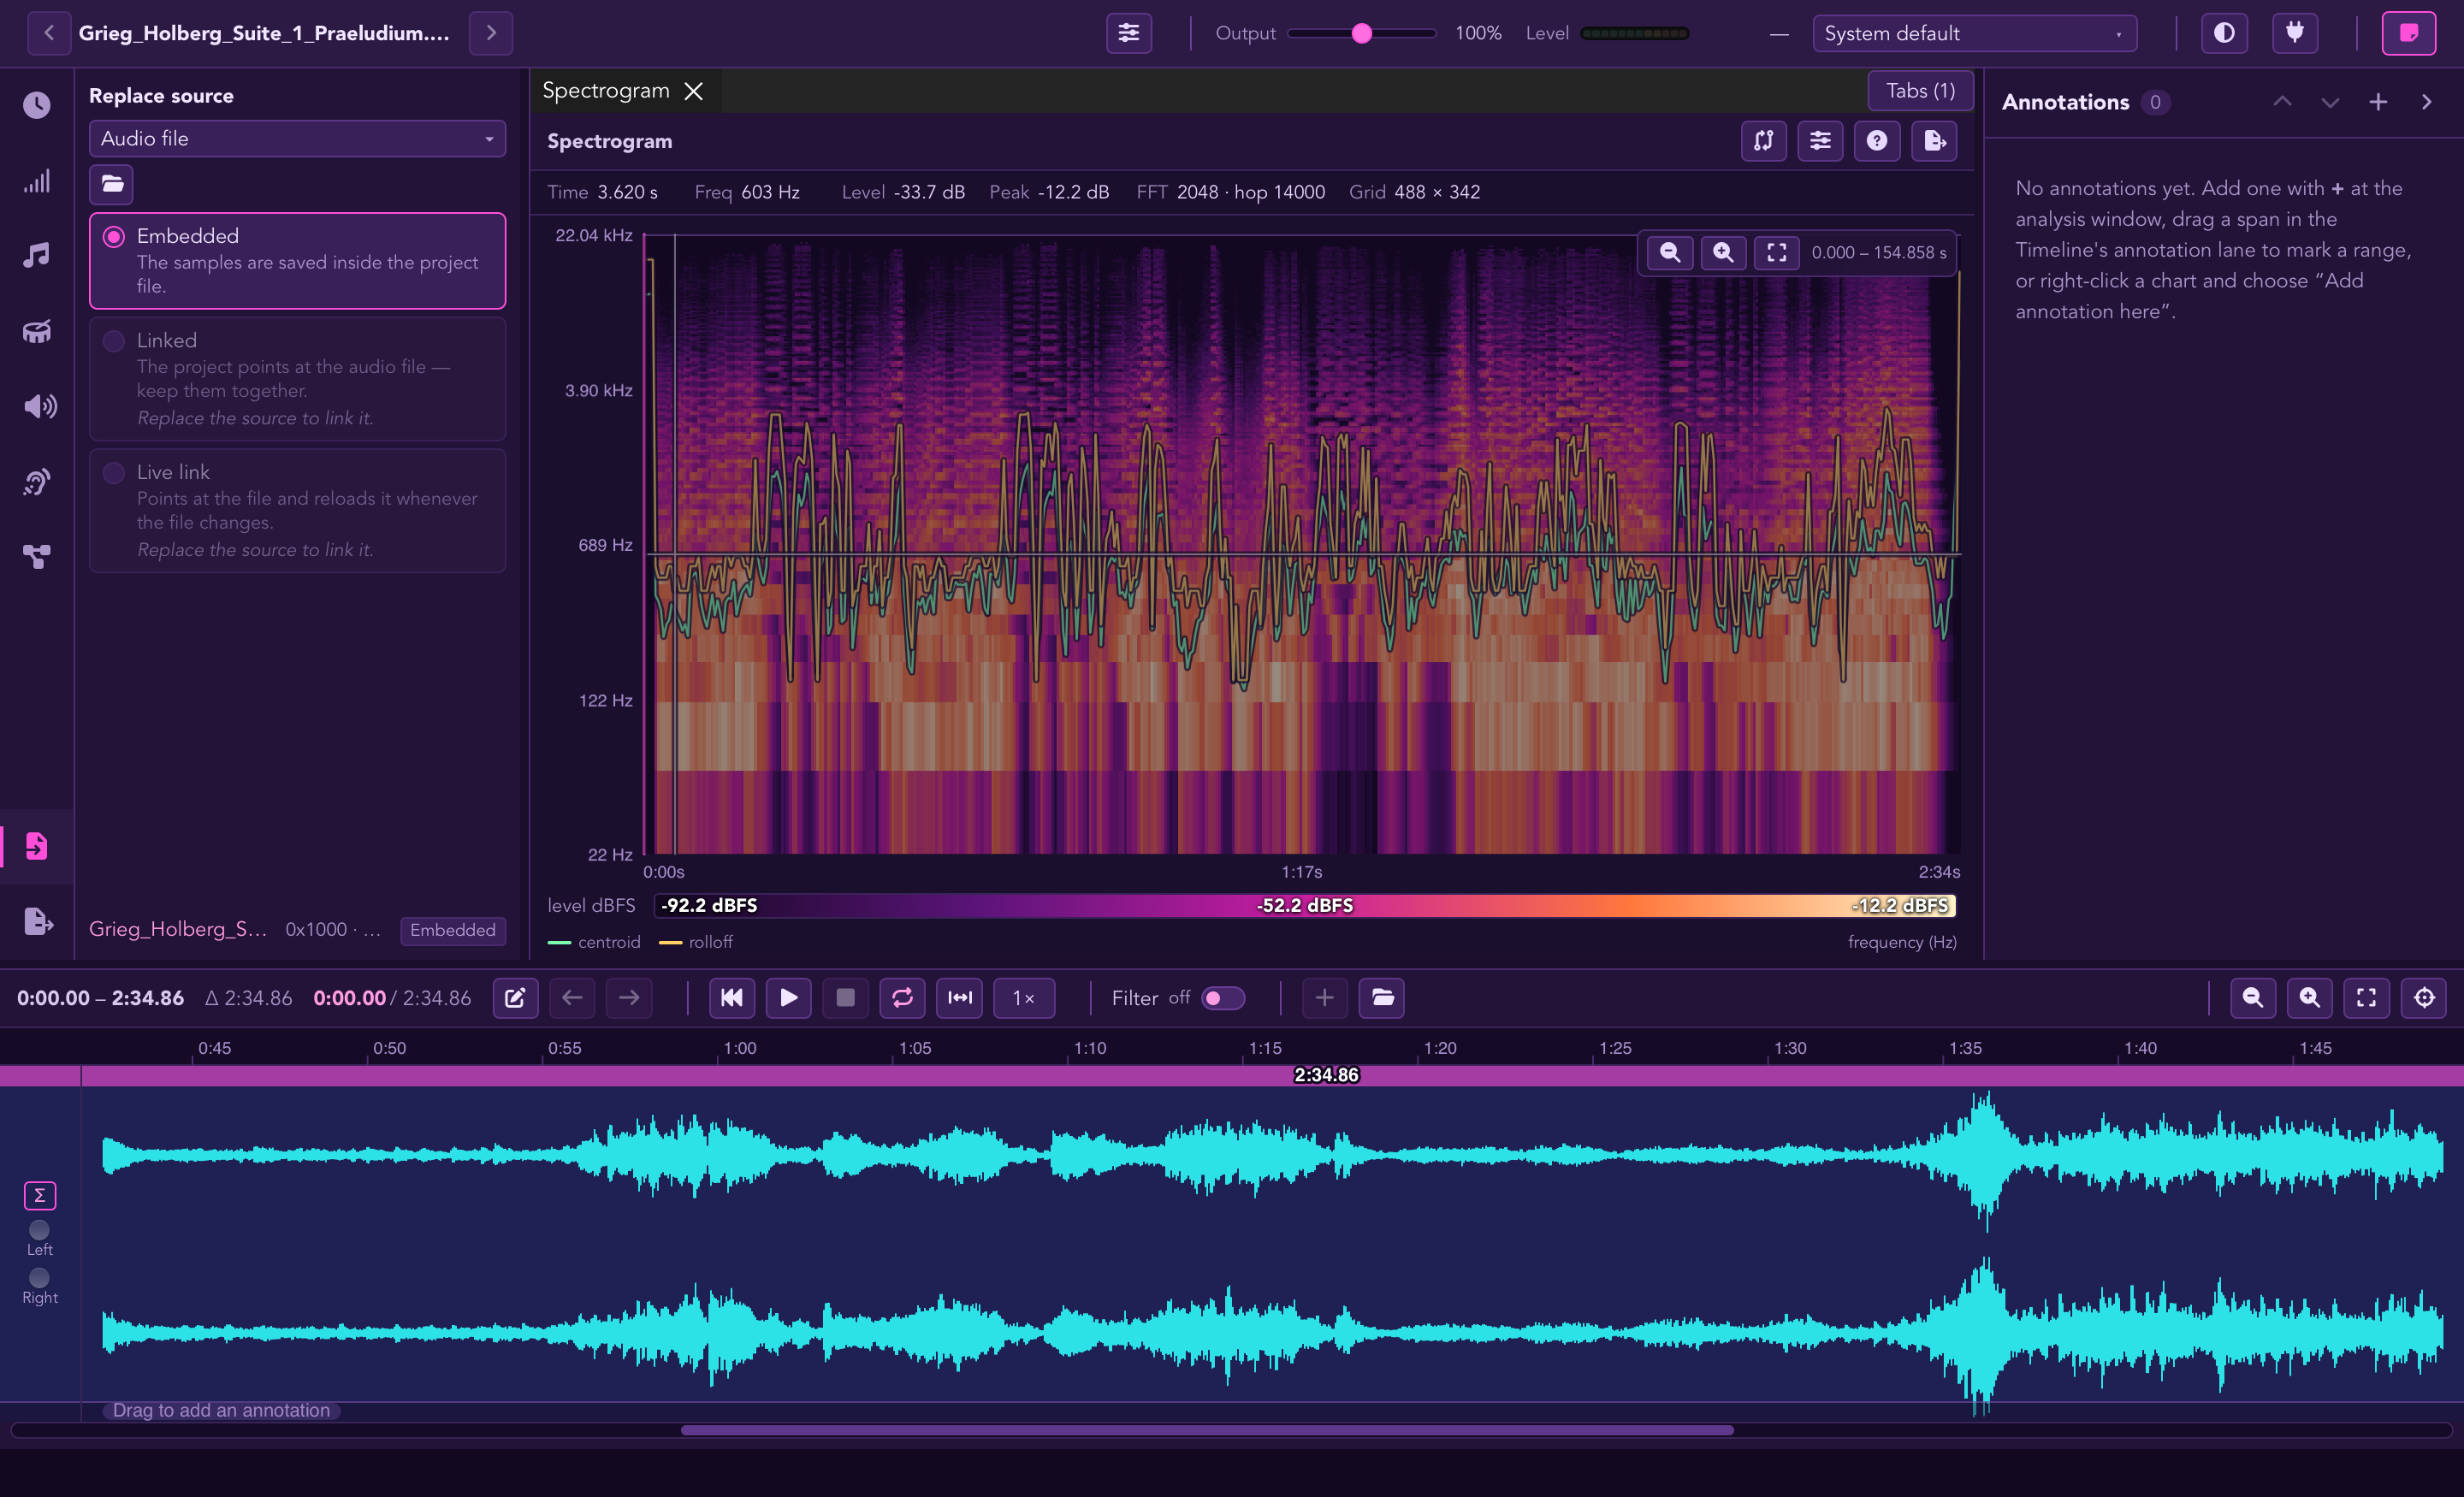 Grieg_Holberg_Suite_1_Praeludium....
Output 100% Level — System default
Replace source
Audio file
Embedded
The samples are saved inside the project
file.
Linked
The project points at the audio file —
keep them together.
Replace the source to link it.
Live link
Points at the file and reloads it whenever
the file changes.
Replace the source to link it.
Grieg_Holberg_S... 0x1000 · ... Embedded
Spectrogram
Tabs (1)
Spectrogram
Time 3.620 s Freq 603 Hz Level -33.7 dB Peak -12.2 dB FFT 2048 · hop 14000 Grid 488 × 342
0.000 – 154.858 s
22.04 kHz
3.90 kHz
689 Hz
122 Hz
22 Hz
0:00s 1:17s 2:34s
level dBFS -92.2 dBFS -52.2 dBFS -12.2 dBFS
centroid rolloff frequency (Hz)
Annotations 0
No annotations yet. Add one with + at the
analysis window, drag a span in the
Timeline's annotation lane to mark a range,
or right-click a chart and choose “Add
annotation here”.
0:00.00 – 2:34.86 Δ 2:34.86 0:00.00 / 2:34.86 1× Filter off
0:45 0:50 0:55 1:00 1:05 1:10 1:15 1:20 1:25 1:30 1:35 1:40 1:45
2:34.86
Σ
Left
Right
Drag to add an annotation